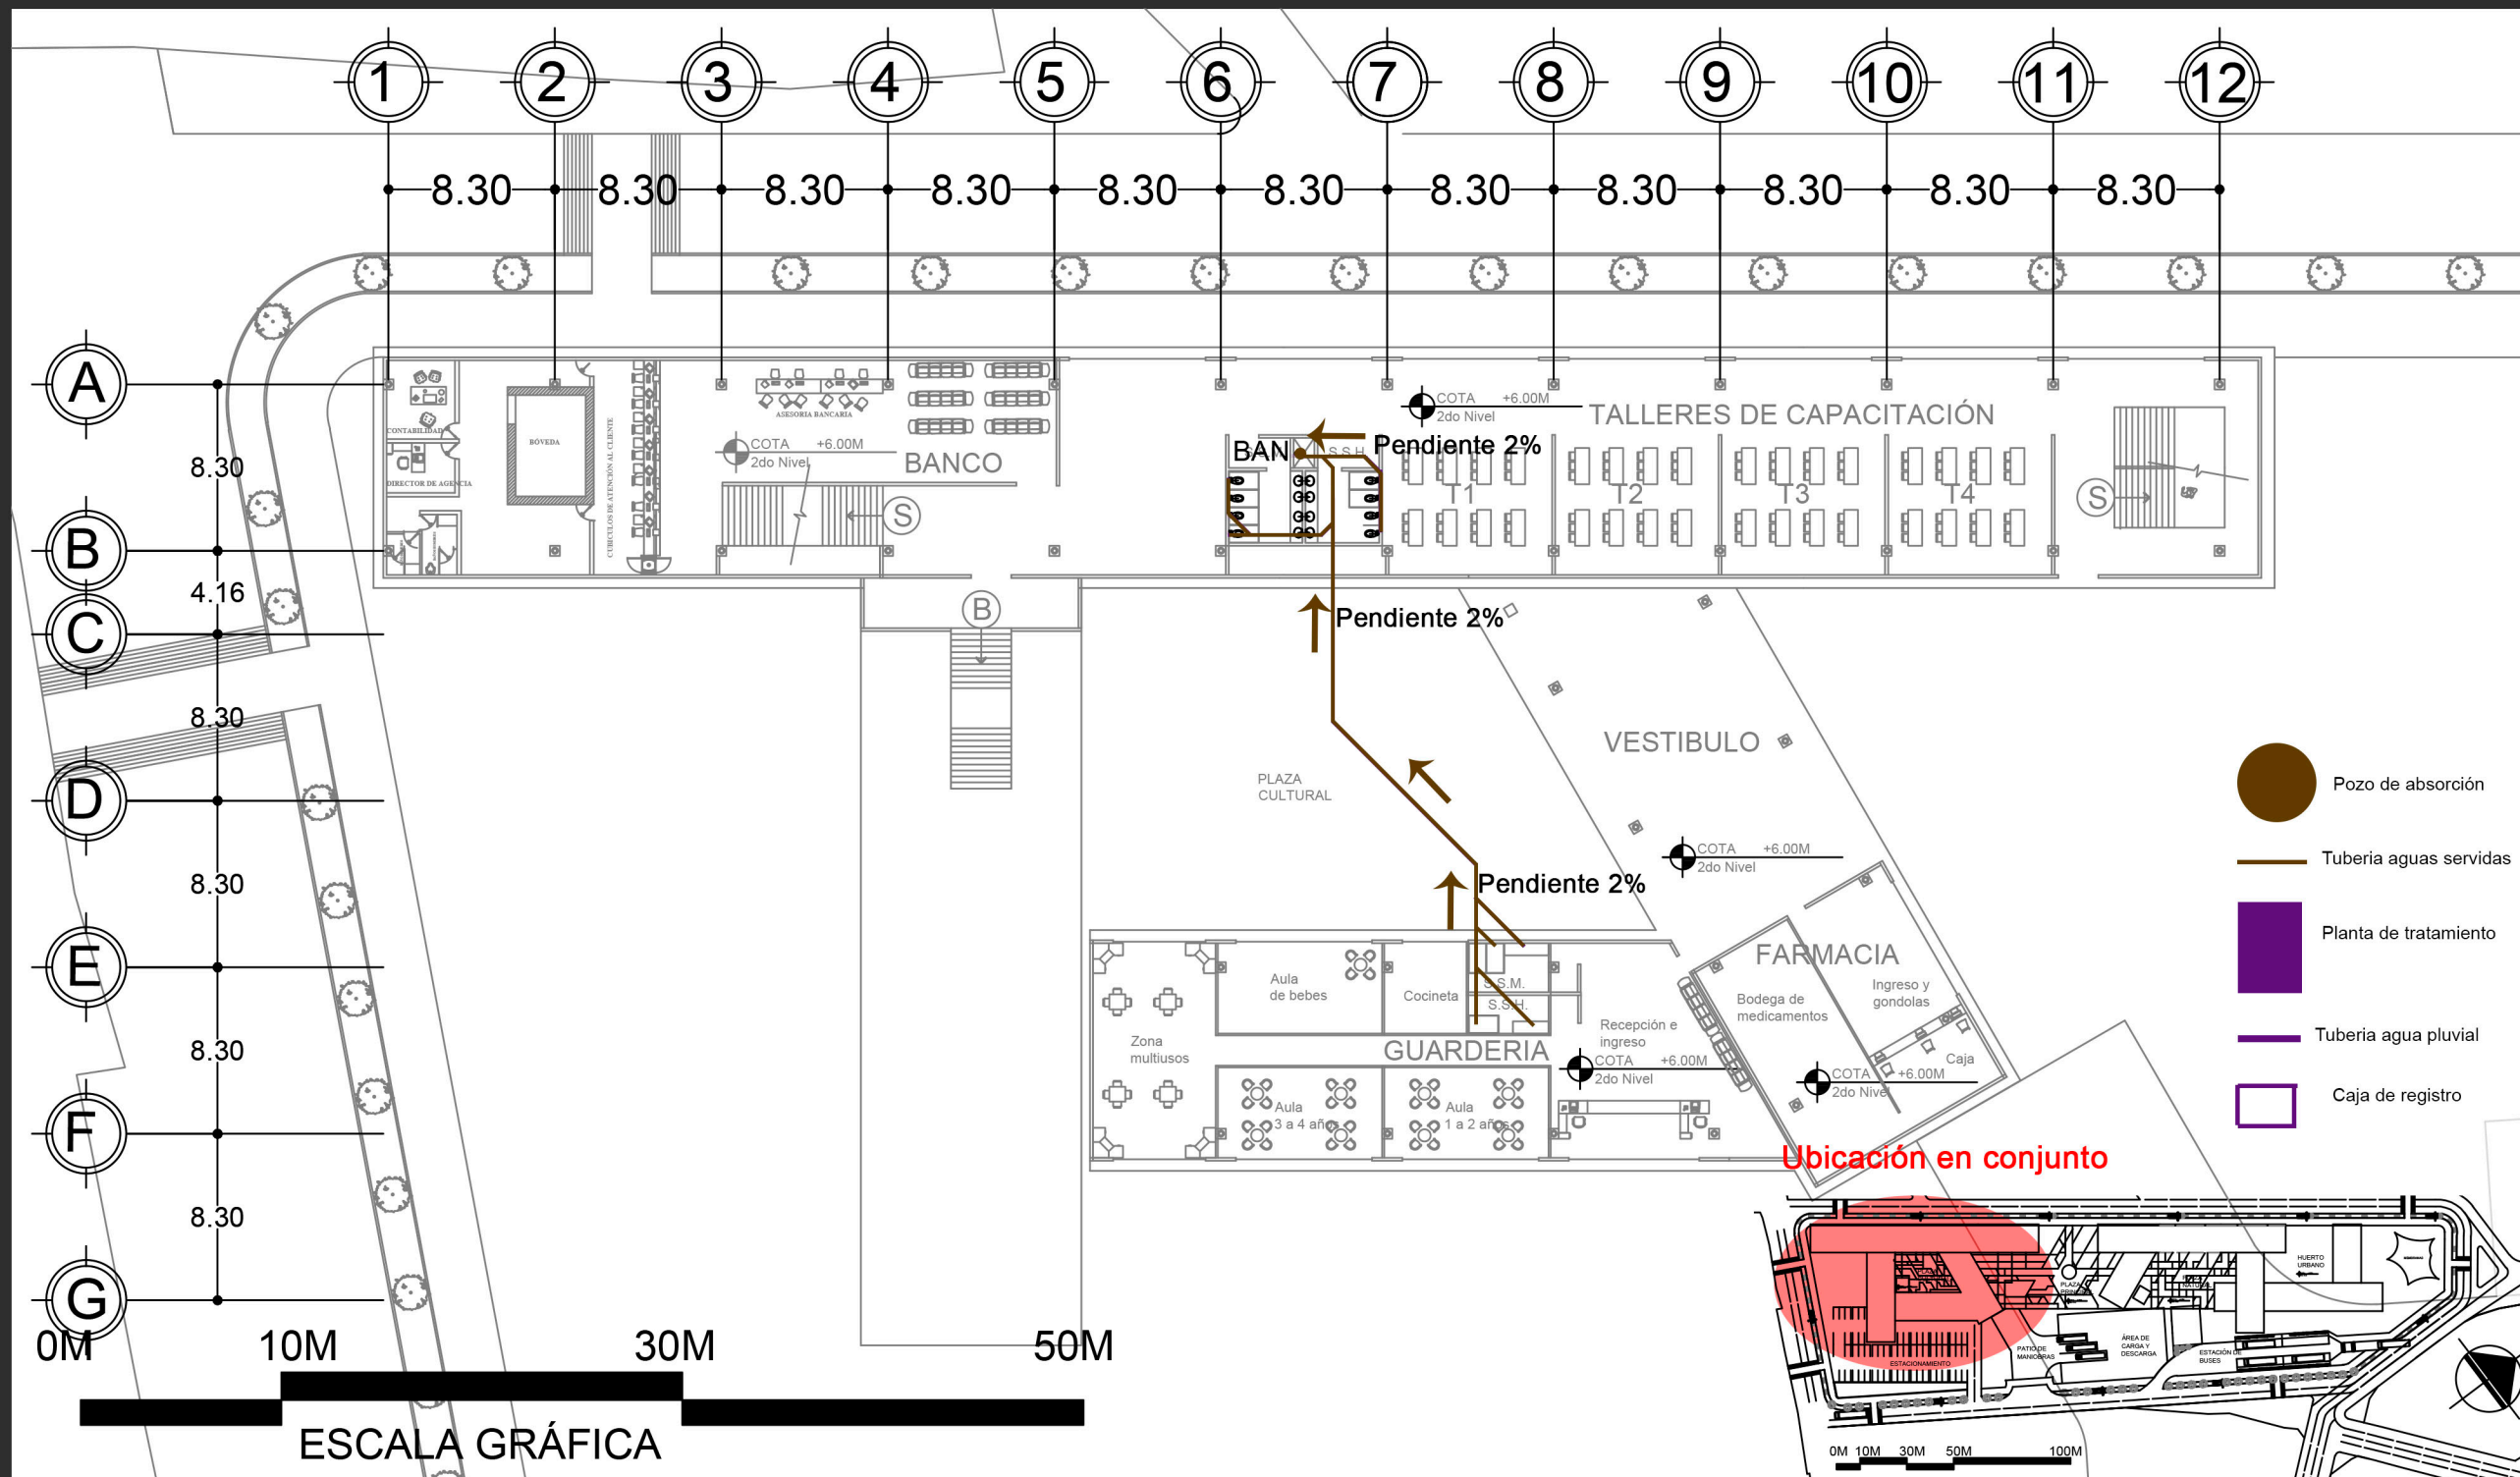 1 2 3 4 5 6 7 8 9 10 11 12
8.30 8.30 8.30 8.30 8.30 8.30 8.30 8.30 8.30 8.30 8.30
A
8.30
B
4.16
C
8.30
D
8.30
E
8.30
F
8.30
G
CONTABILIDAD
DIRECTOR DE AGENCIA
BÓVEDA
CUBICULOS DE ATENCIÓN AL CLIENTE
ASESORIA BANCARIA
COTA +6.00M
2do Nivel
BANCO
S
B
BAN
S.S.H.
Pendiente 2%
COTA +6.00M
2do Nivel
TALLERES DE CAPACITACIÓN
T1
T2
T3
T4
S
Pendiente 2%
VESTIBULO
PLAZA
CULTURAL
COTA +6.00M
2do Nivel
Pendiente 2%
Aula
de bebes
Cocineta
S.S.M.
S.S.H.
Zona
multiusos
GUARDERIA
Recepción e
ingreso
COTA +6.00M
2do Nivel
Aula
3 a 4 años
Aula
1 a 2 años
FARMACIA
Bodega de
medicamentos
Ingreso y
gondolas
Caja
COTA +6.00M
2do Nivel
Pozo de absorción
Tuberia aguas servidas
Planta de tratamiento
Tuberia agua pluvial
Caja de registro
Ubicación en conjunto
HUERTO
URBANO
PATIO DE
MANIOBRAS
ÁREA DE
CARGA Y
DESCARGA
ESTACIÓN DE
BUSES
ESTACIONAMIENTO
0M 10M 30M 50M 100M
0M 10M 30M 50M
ESCALA GRÁFICA